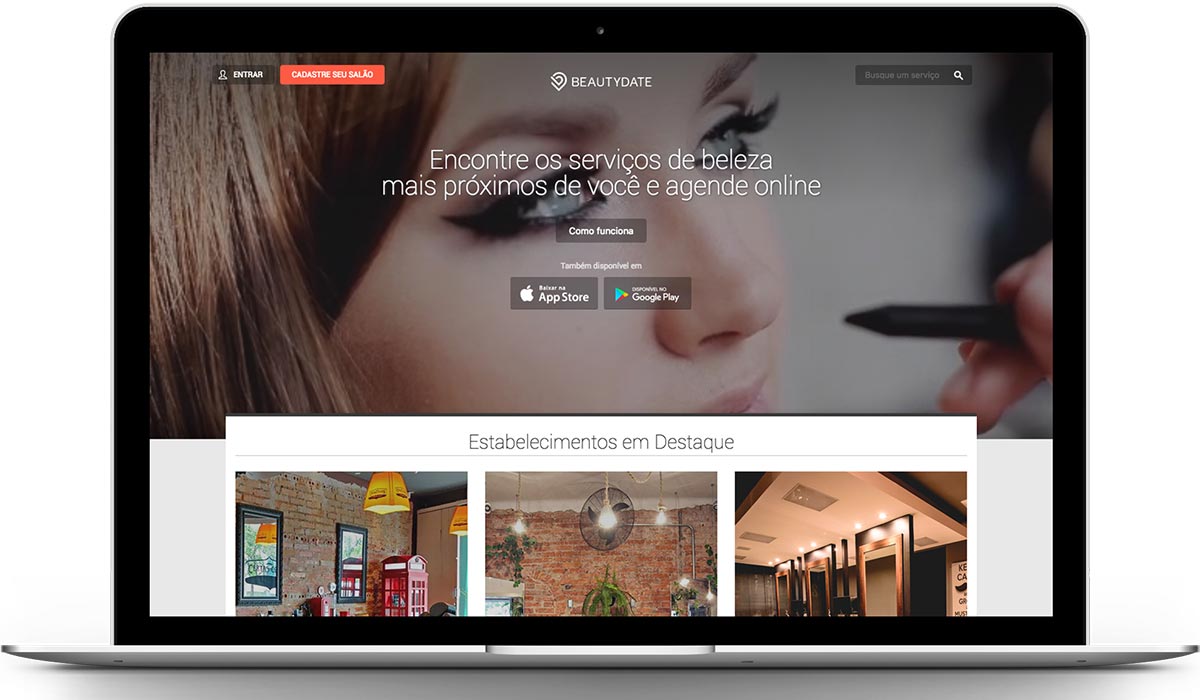 ENTRAR
CADASTRE SEU SALÃO
BEAUTYDATE
Busque um serviço
Encontre os serviços de beleza
mais próximos de você e agende online
Como funciona
Também disponível em
Baixar na
App Store
DISPONÍVEL NO
Google Play
Estabelecimentos em Destaque